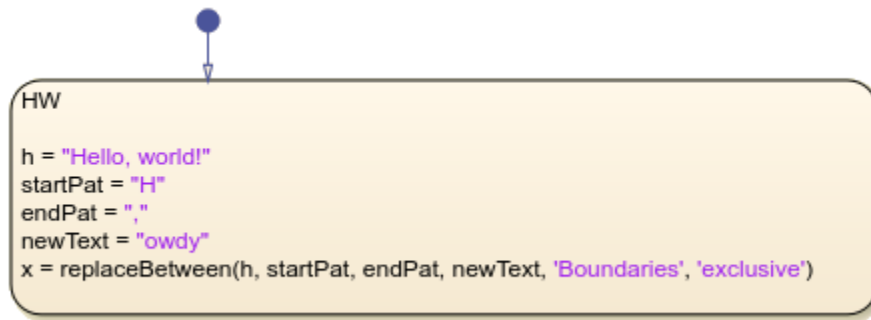 HW
h = "Hello, world!"
startPat = "H"
endPat = ","
newText = "owdy"
x = replaceBetween(h, startPat, endPat, newText, 'Boundaries', 'exclusive')